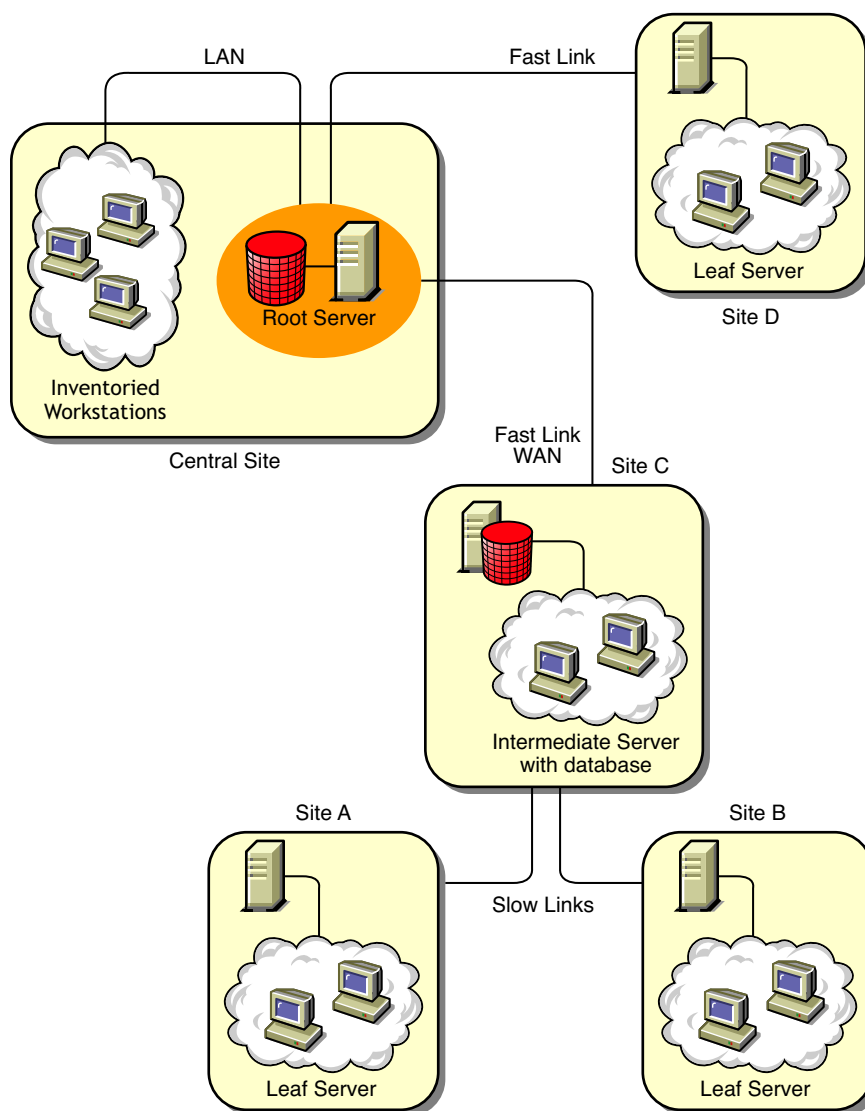 LAN
Fast Link
Leaf Server
Site D
Root Server
Inventoried
Workstations
Central Site
Fast Link
WAN
Site C
Intermediate Server
with database
Site A
Site B
Slow Links
Leaf Server
Leaf Server